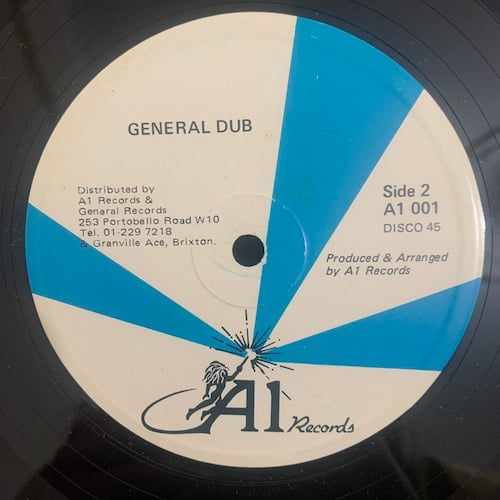 GENERAL DUB
Distributed by
A1 Records &
Genaral Records
253 Portobello Road W10
Tel. 01-229 7218
& Granville Ace, Brixton.
Side 2
A1 001
DISCO 45
Produced & Arranged
by A1 Records
A1 Records